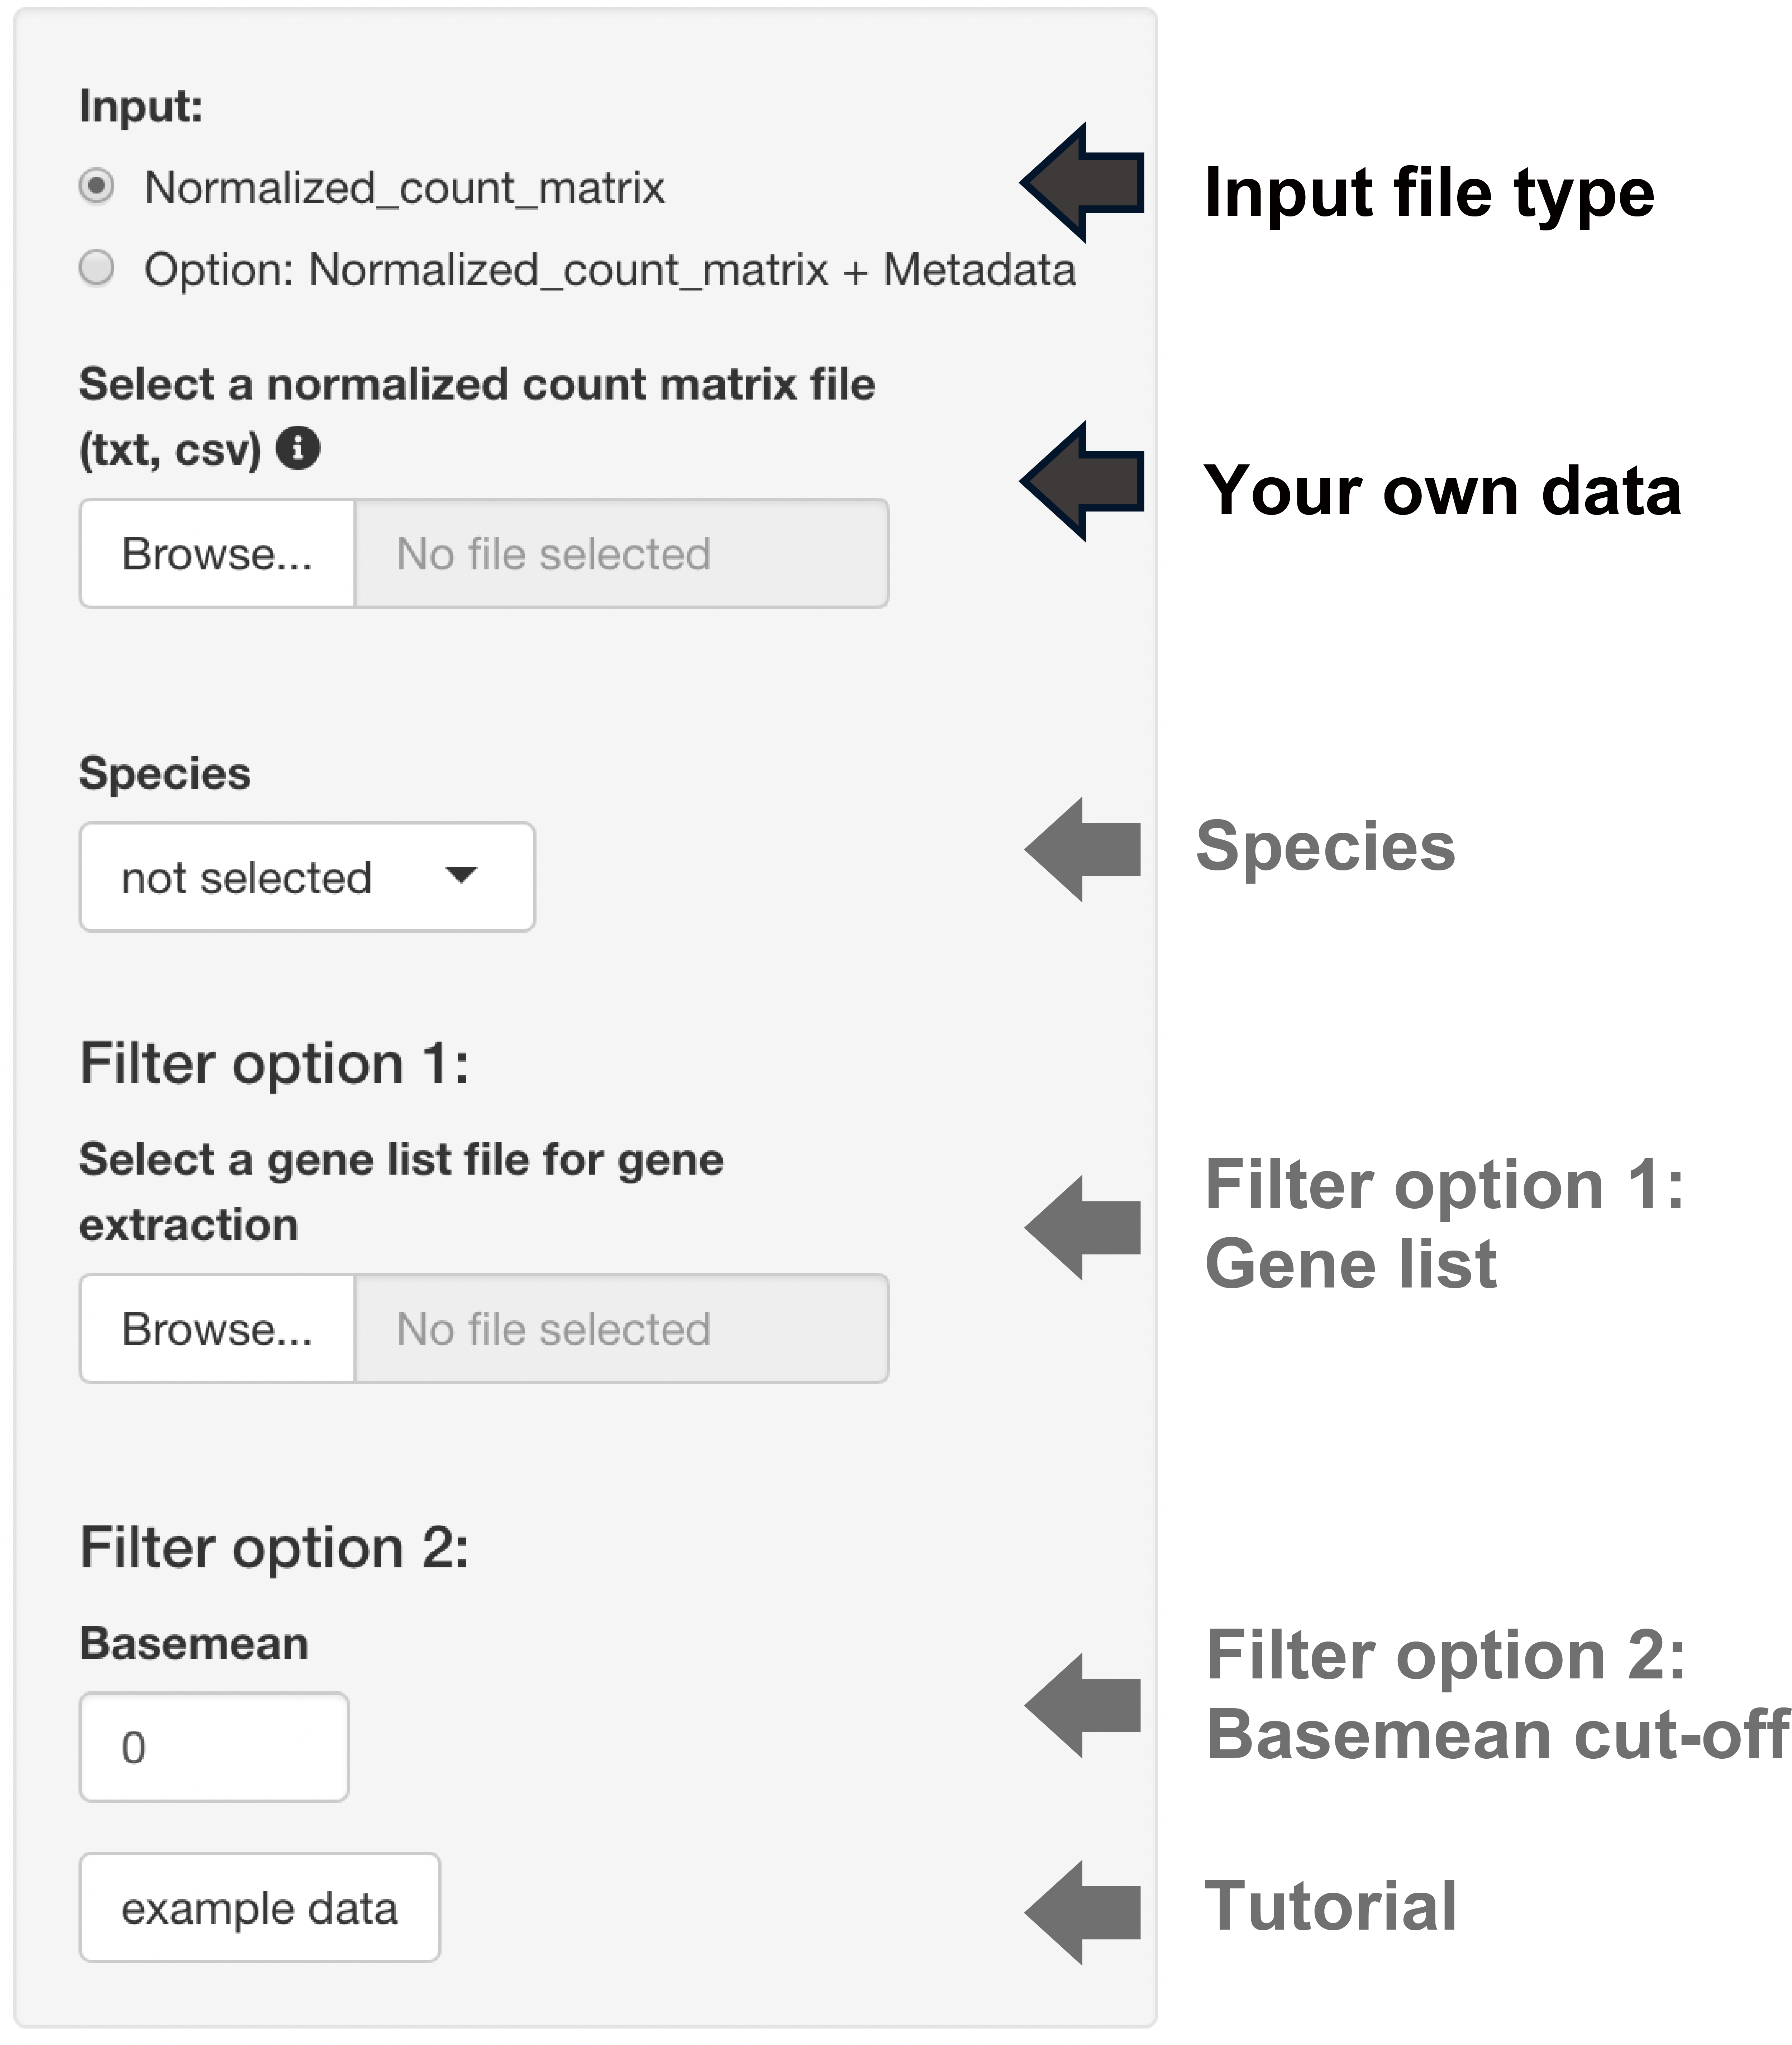 Input:
Normalized_count_matrix
Input file type
Option: Normalized_count_matrix + Metadata
Select a normalized count matrix file
(txt, csv)
Your own data
Browse...
No file selected
Species
Species
not selected
Filter option 1:
Select a gene list file for gene
extraction
Filter option 1:
Gene list
Browse...
No file selected
Filter option 2:
Basemean
Filter option 2:
Basemean cut-off
0
example data
Tutorial